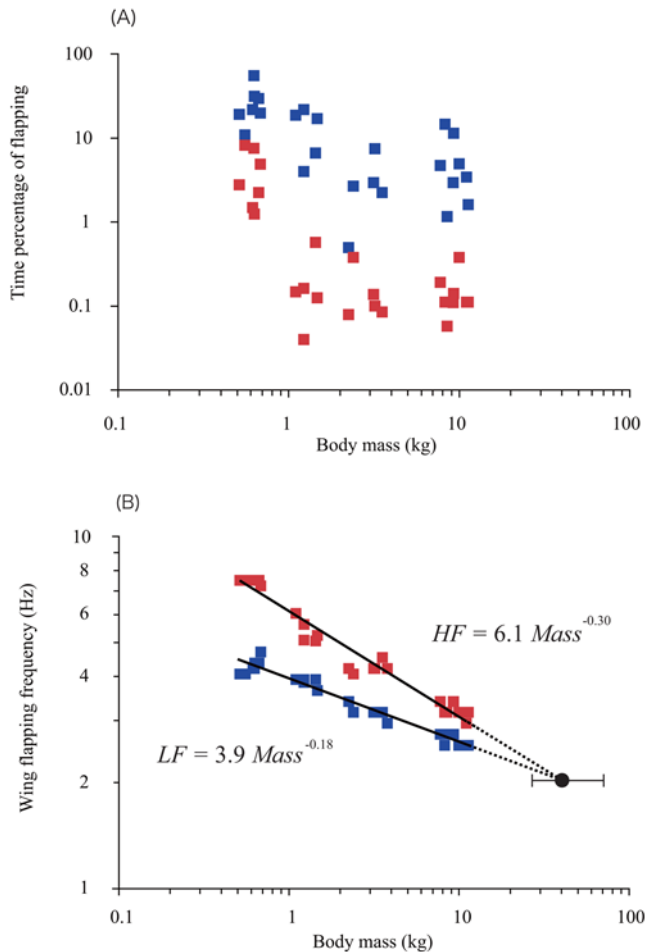 (A)
100
10
1
0.1
0.01
Time percentage of flapping
0.1 1 10 100
Body mass (kg)
(B)
10
8
6
4
2
1
Wing flapping frequency (Hz)
HF = 6.1 Mass^-0.30
LF = 3.9 Mass^-0.18
0.1 1 10 100
Body mass (kg)